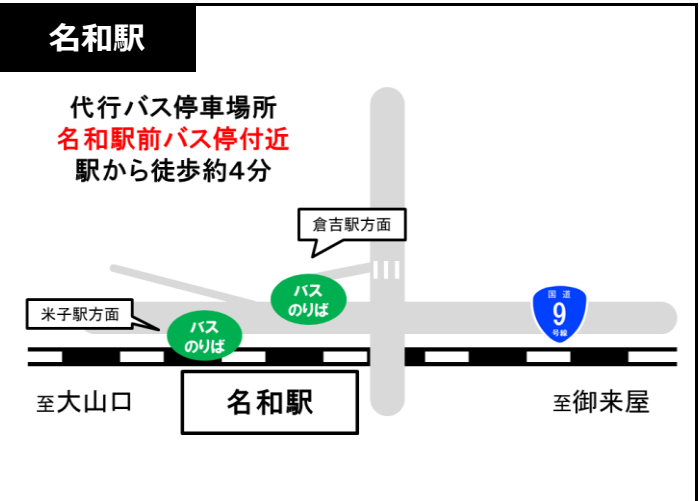 名和駅
代行バス停車場所
名和駅前バス停付近
駅から徒歩約4分
倉吉駅方面
バス
のりば
国道
9
号線
米子駅方面
バス
のりば
至大山口
名和駅
至御来屋